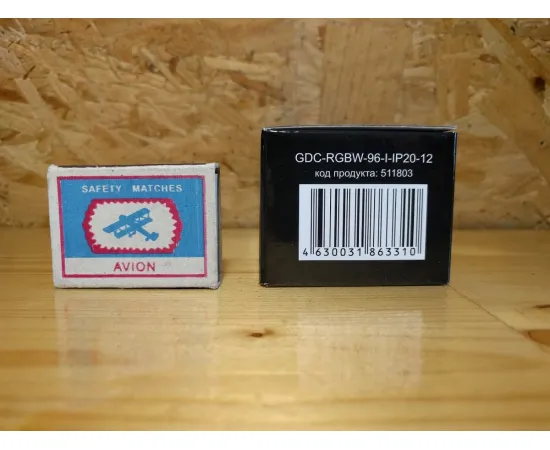 SAFETY MATCHES
AVION
GDC-RGBW-96-I-IP20-12
код продукта: 511803
4 630031 863310